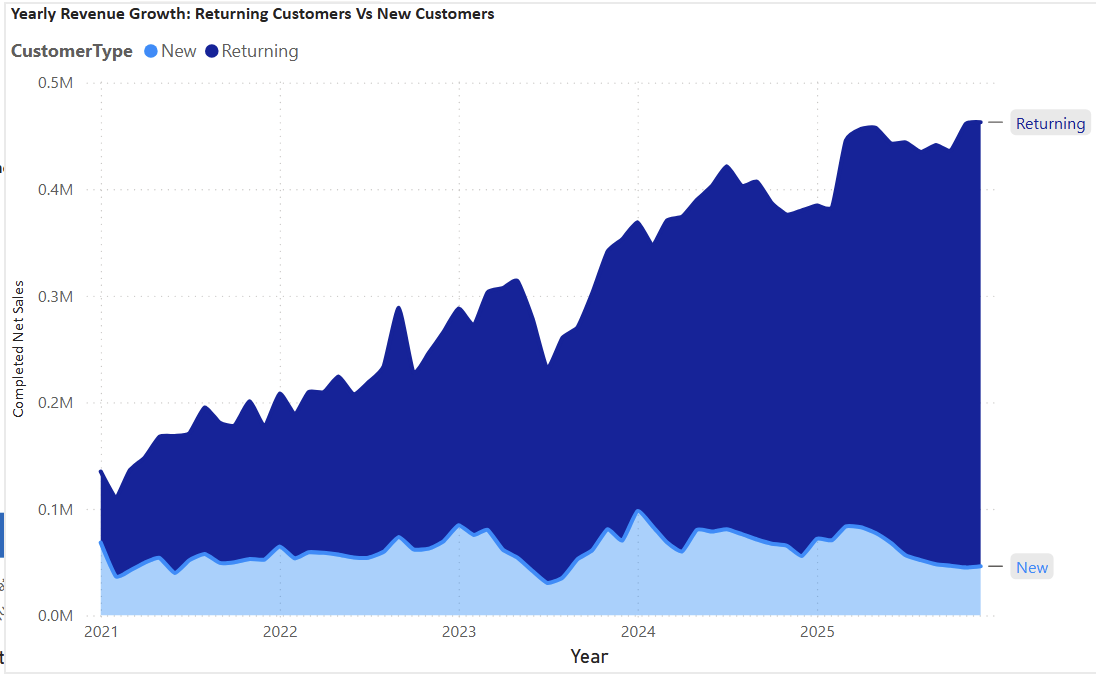 Yearly Revenue Growth: Returning Customers Vs New Customers
CustomerType New Returning
0.5M
0.4M
0.3M
0.2M
0.1M
0.0M
Completed Net Sales
2021 2022 2023 2024 2025
Year
Returning
New